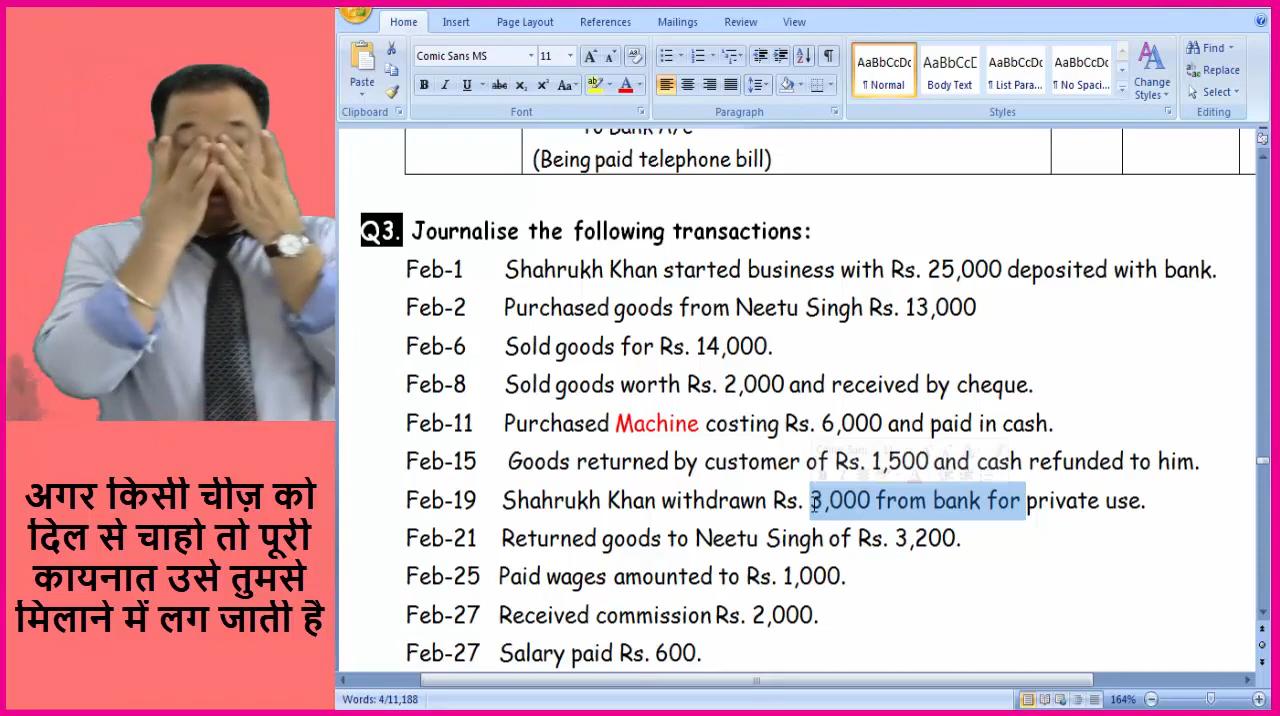 Home Insert Page Layout References Mailings Review View
Comic Sans MS 11
Paste
Clipboard Font Paragraph Styles Editing
AaBbCcDc AaBbCcD AaBbCcDc AaBbCcDc
¶ Normal Body Text ¶ List Para... ¶ No Spaci...
Change Styles
Find
Replace
Select
To Bank A/c
(Being paid telephone bill)
Q3. Journalise the following transactions:
Feb-1 Shahrukh Khan started business with Rs. 25,000 deposited with bank.
Feb-2 Purchased goods from Neetu Singh Rs. 13,000
Feb-6 Sold goods for Rs. 14,000.
Feb-8 Sold goods worth Rs. 2,000 and received by cheque.
Feb-11 Purchased Machine costing Rs. 6,000 and paid in cash.
Feb-15 Goods returned by customer of Rs. 1,500 and cash refunded to him.
Feb-19 Shahrukh Khan withdrawn Rs. 3,000 from bank for private use.
Feb-21 Returned goods to Neetu Singh of Rs. 3,200.
Feb-25 Paid wages amounted to Rs. 1,000.
Feb-27 Received commission Rs. 2,000.
Feb-27 Salary paid Rs. 600.
Words: 4/11,188
164%
अगर किसी चीज़ को
दिल से चाहो तो पूरी
कायनात उसे तुमसे
मिलाने में लग जाती है